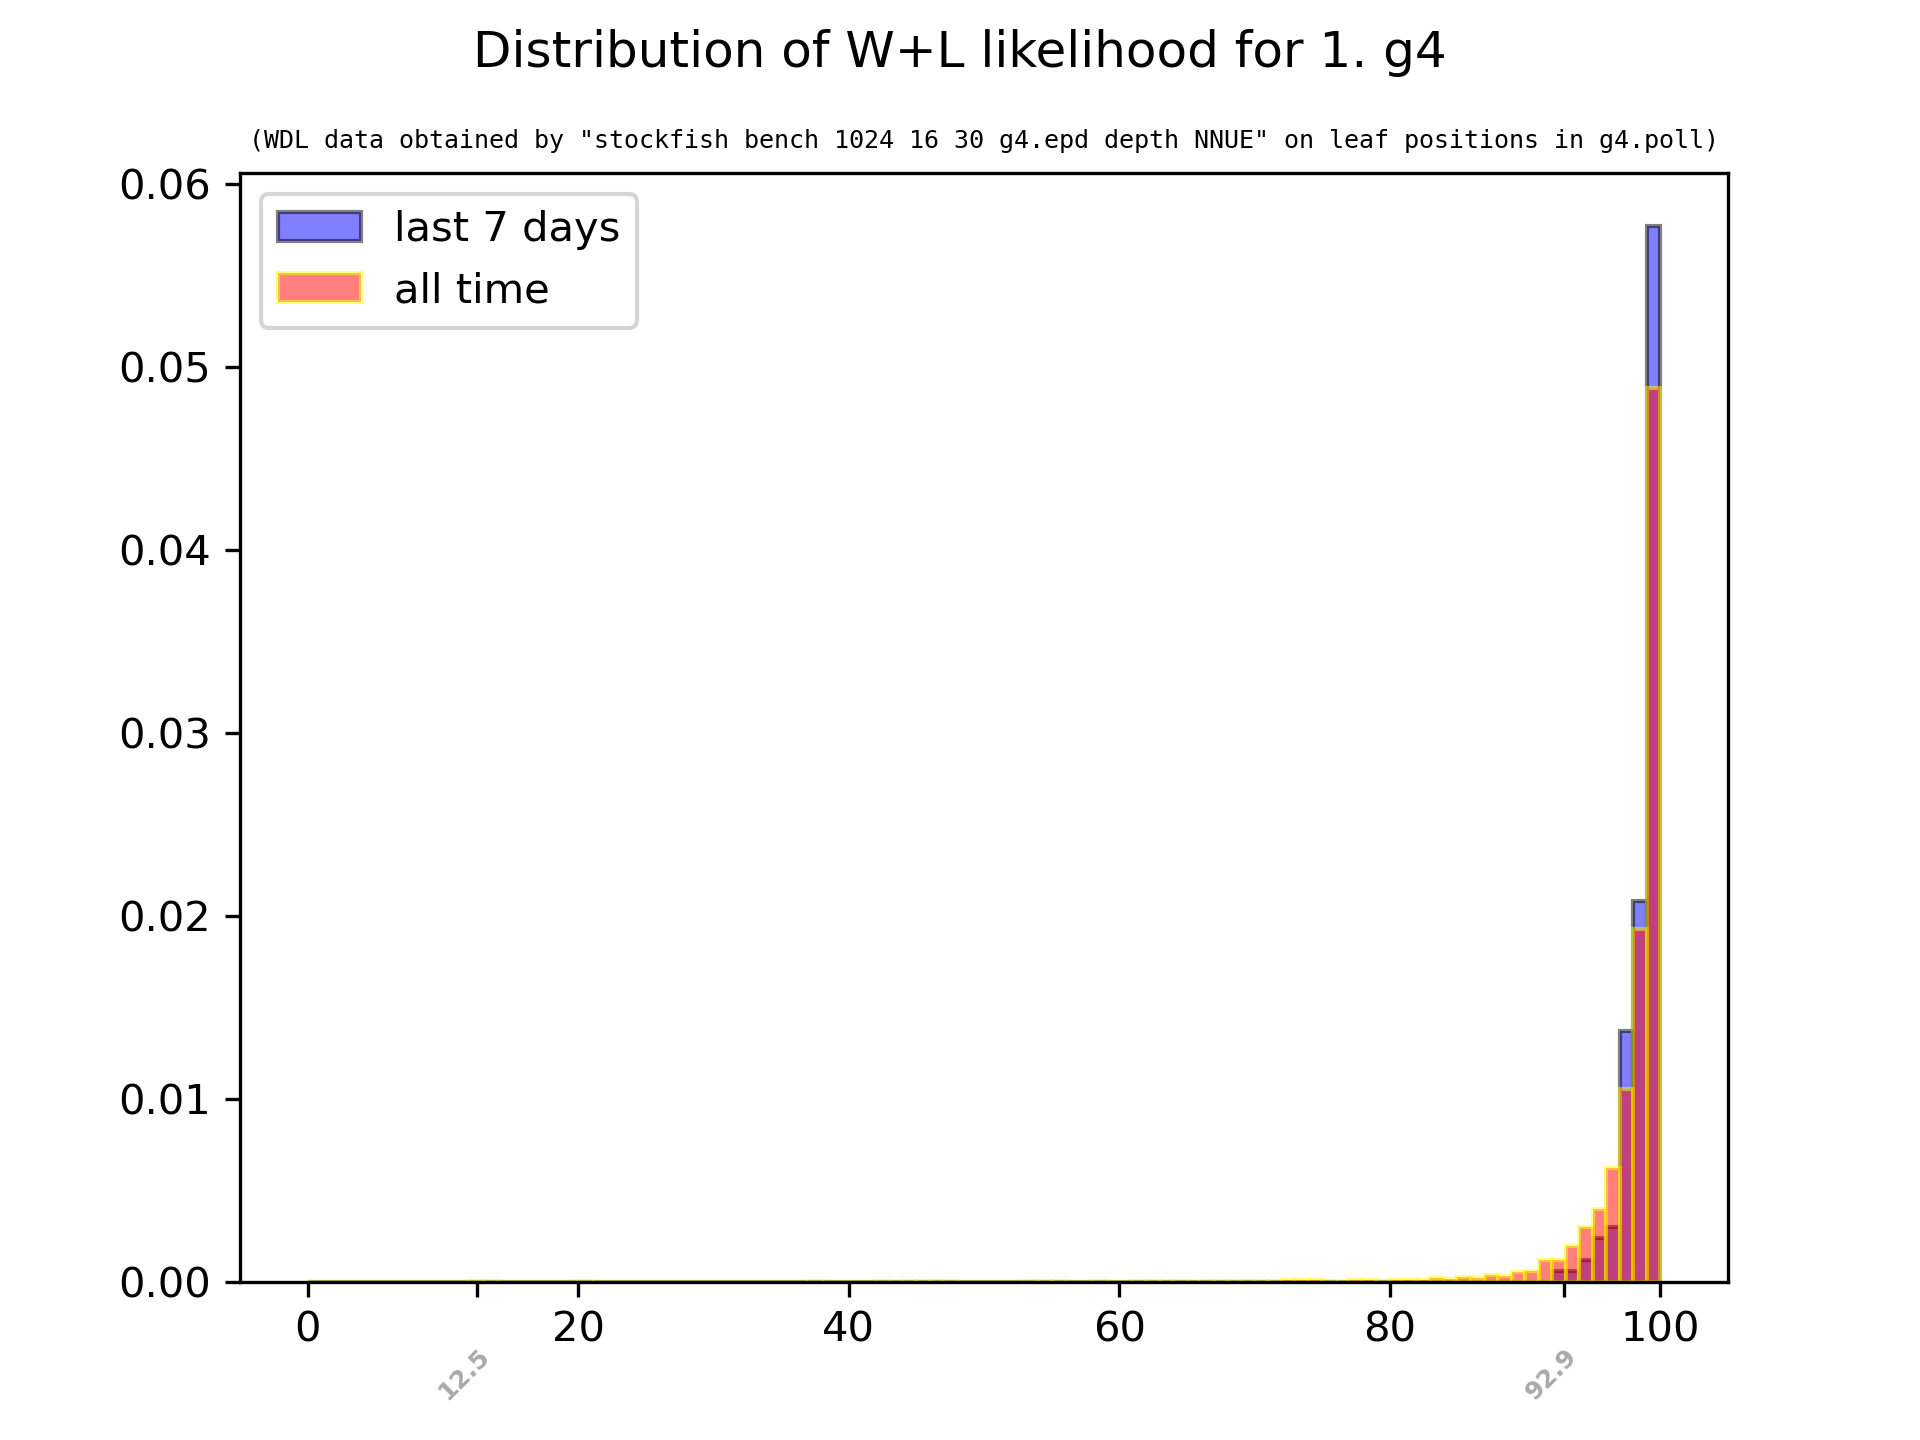 Distribution of W+L likelihood for 1. g4
(WDL data obtained by "stockfish bench 1024 16 30 g4.epd depth NNUE" on leaf positions in g4.poll)
last 7 days
all time
0.06
0.05
0.04
0.03
0.02
0.01
0.00
0 20 40 60 80 100
12.5 92.9